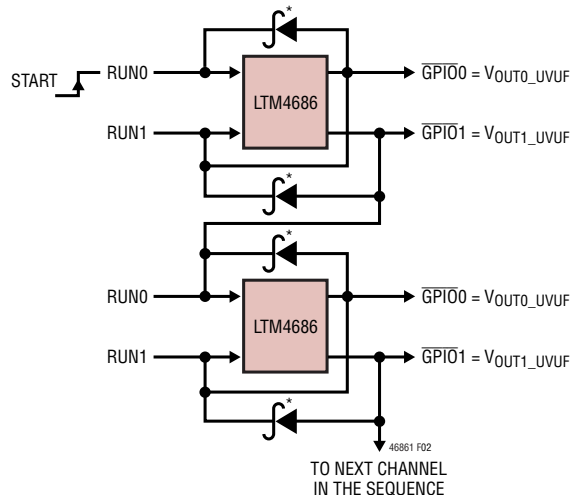 *
START
RUN0
LTM4686
GPIO0 = VOUT0_UVUF
RUN1
GPIO1 = VOUT1_UVUF
*
*
RUN0
LTM4686
GPIO0 = VOUT0_UVUF
RUN1
GPIO1 = VOUT1_UVUF
*
46861 F02
TO NEXT CHANNEL
IN THE SEQUENCE